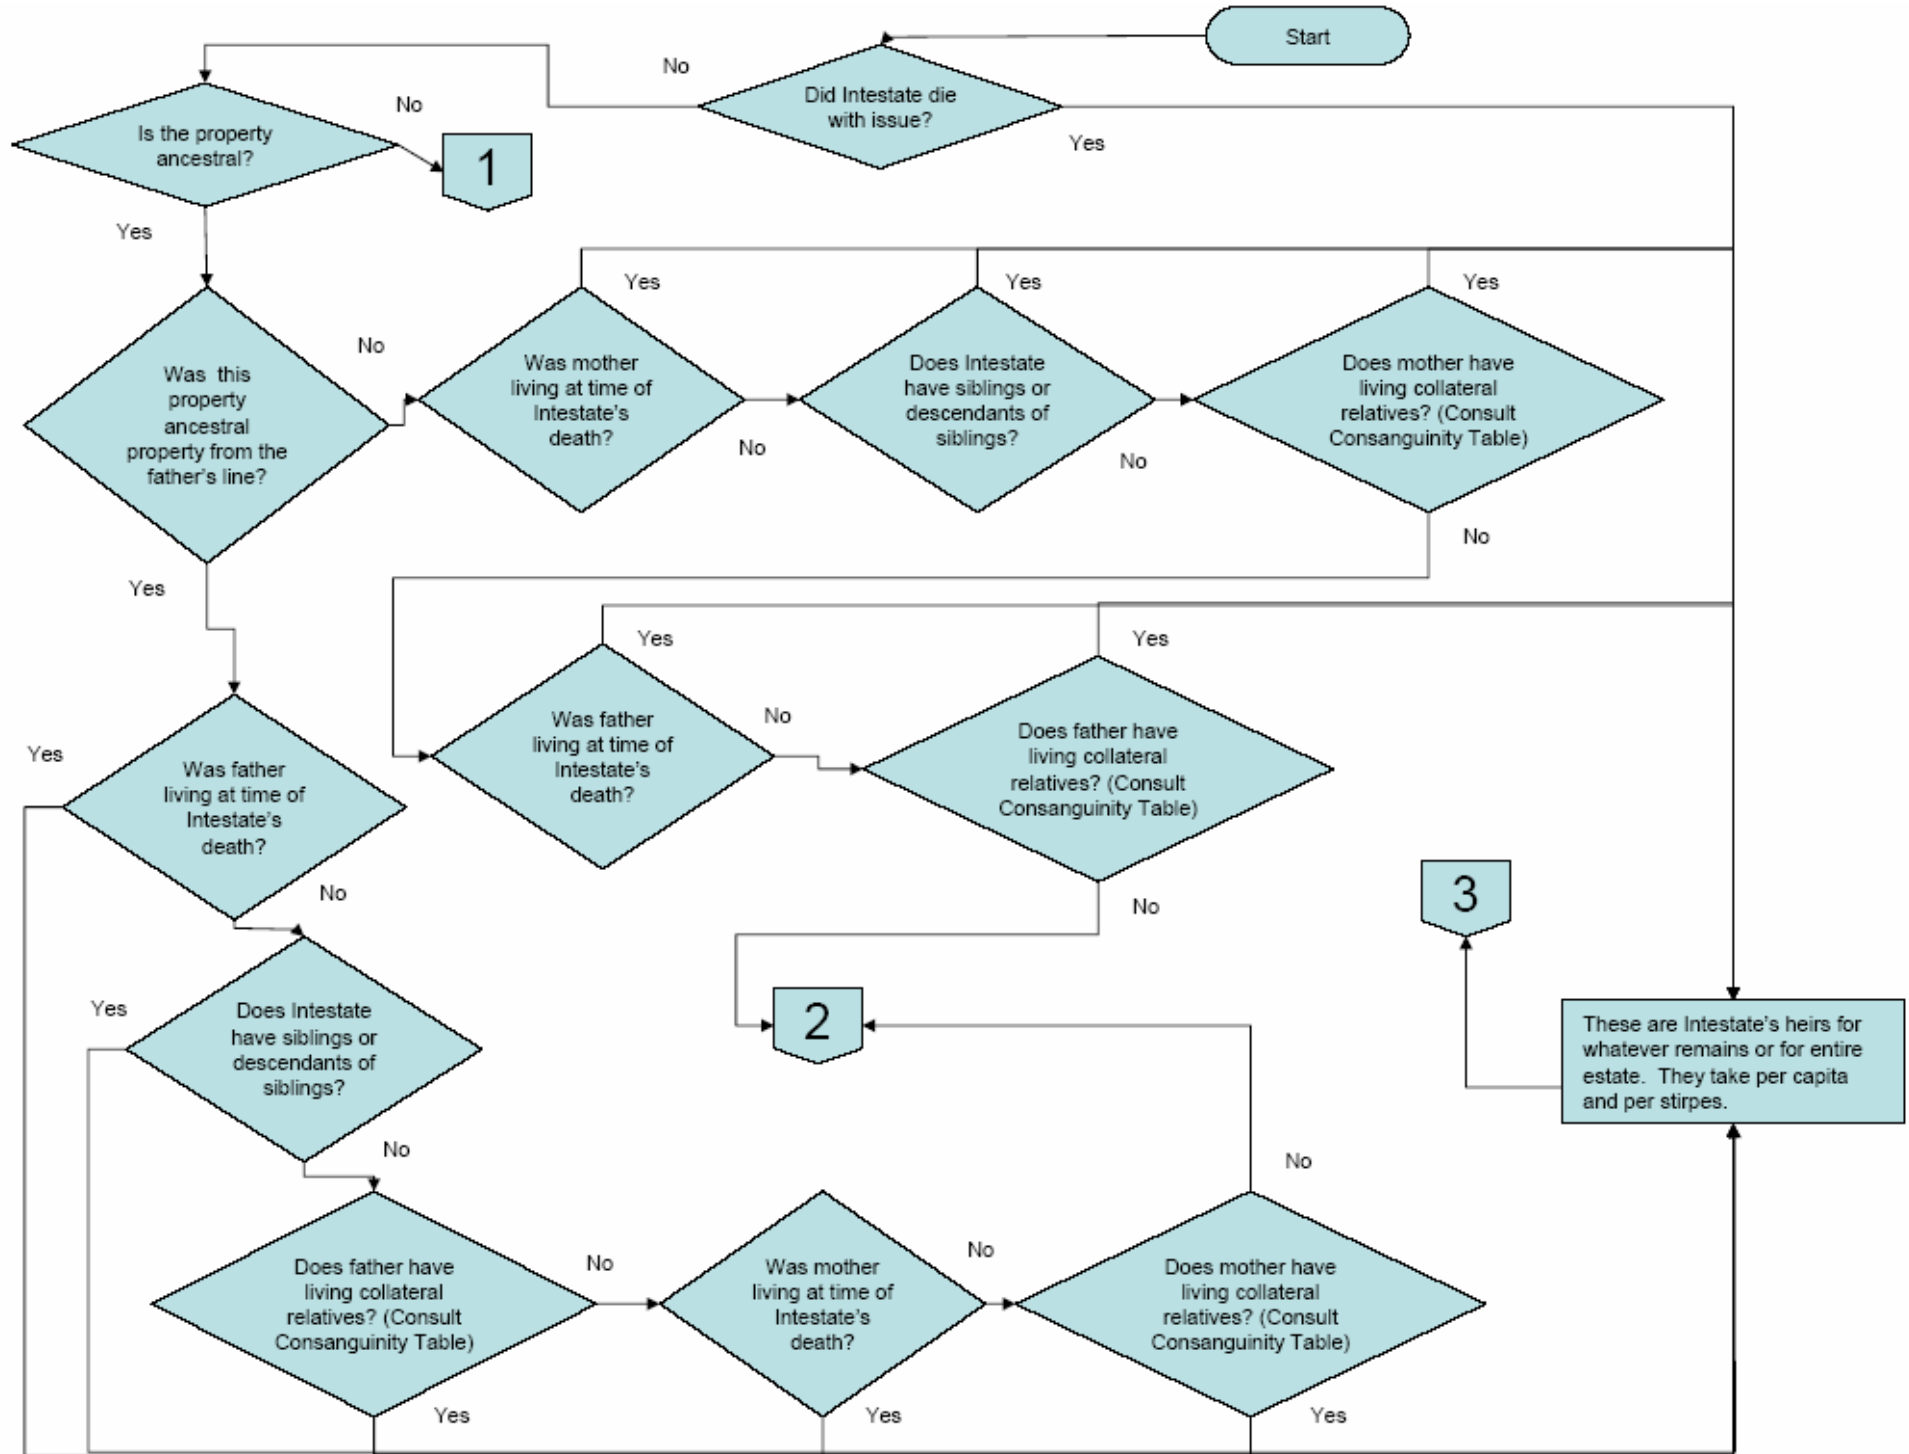 Start
Did Intestate die
with issue?
No
Yes
Is the property
ancestral?
No
1
Yes
Was this
property
ancestral
property from the
father's line?
No
Was mother
living at time of
Intestate's
death?
Yes
No
Does Intestate
have siblings or
descendants of
siblings?
Yes
No
Does mother have
living collateral
relatives? (Consult
Consanguinity Table)
Yes
No
Yes
Was father
living at time of
Intestate's
death?
Yes
No
Does father have
living collateral
relatives? (Consult
Consanguinity Table)
Yes
No
Yes
Was father
living at time of
Intestate's
death?
No
3
Yes
Does Intestate
have siblings or
descendants of
siblings?
No
2
These are Intestate's heirs for
whatever remains or for entire
estate. They take per capita
and per stirpes.
Does father have
living collateral
relatives? (Consult
Consanguinity Table)
No
Yes
Was mother
living at time of
Intestate's
death?
No
Yes
Does mother have
living collateral
relatives? (Consult
Consanguinity Table)
No
Yes